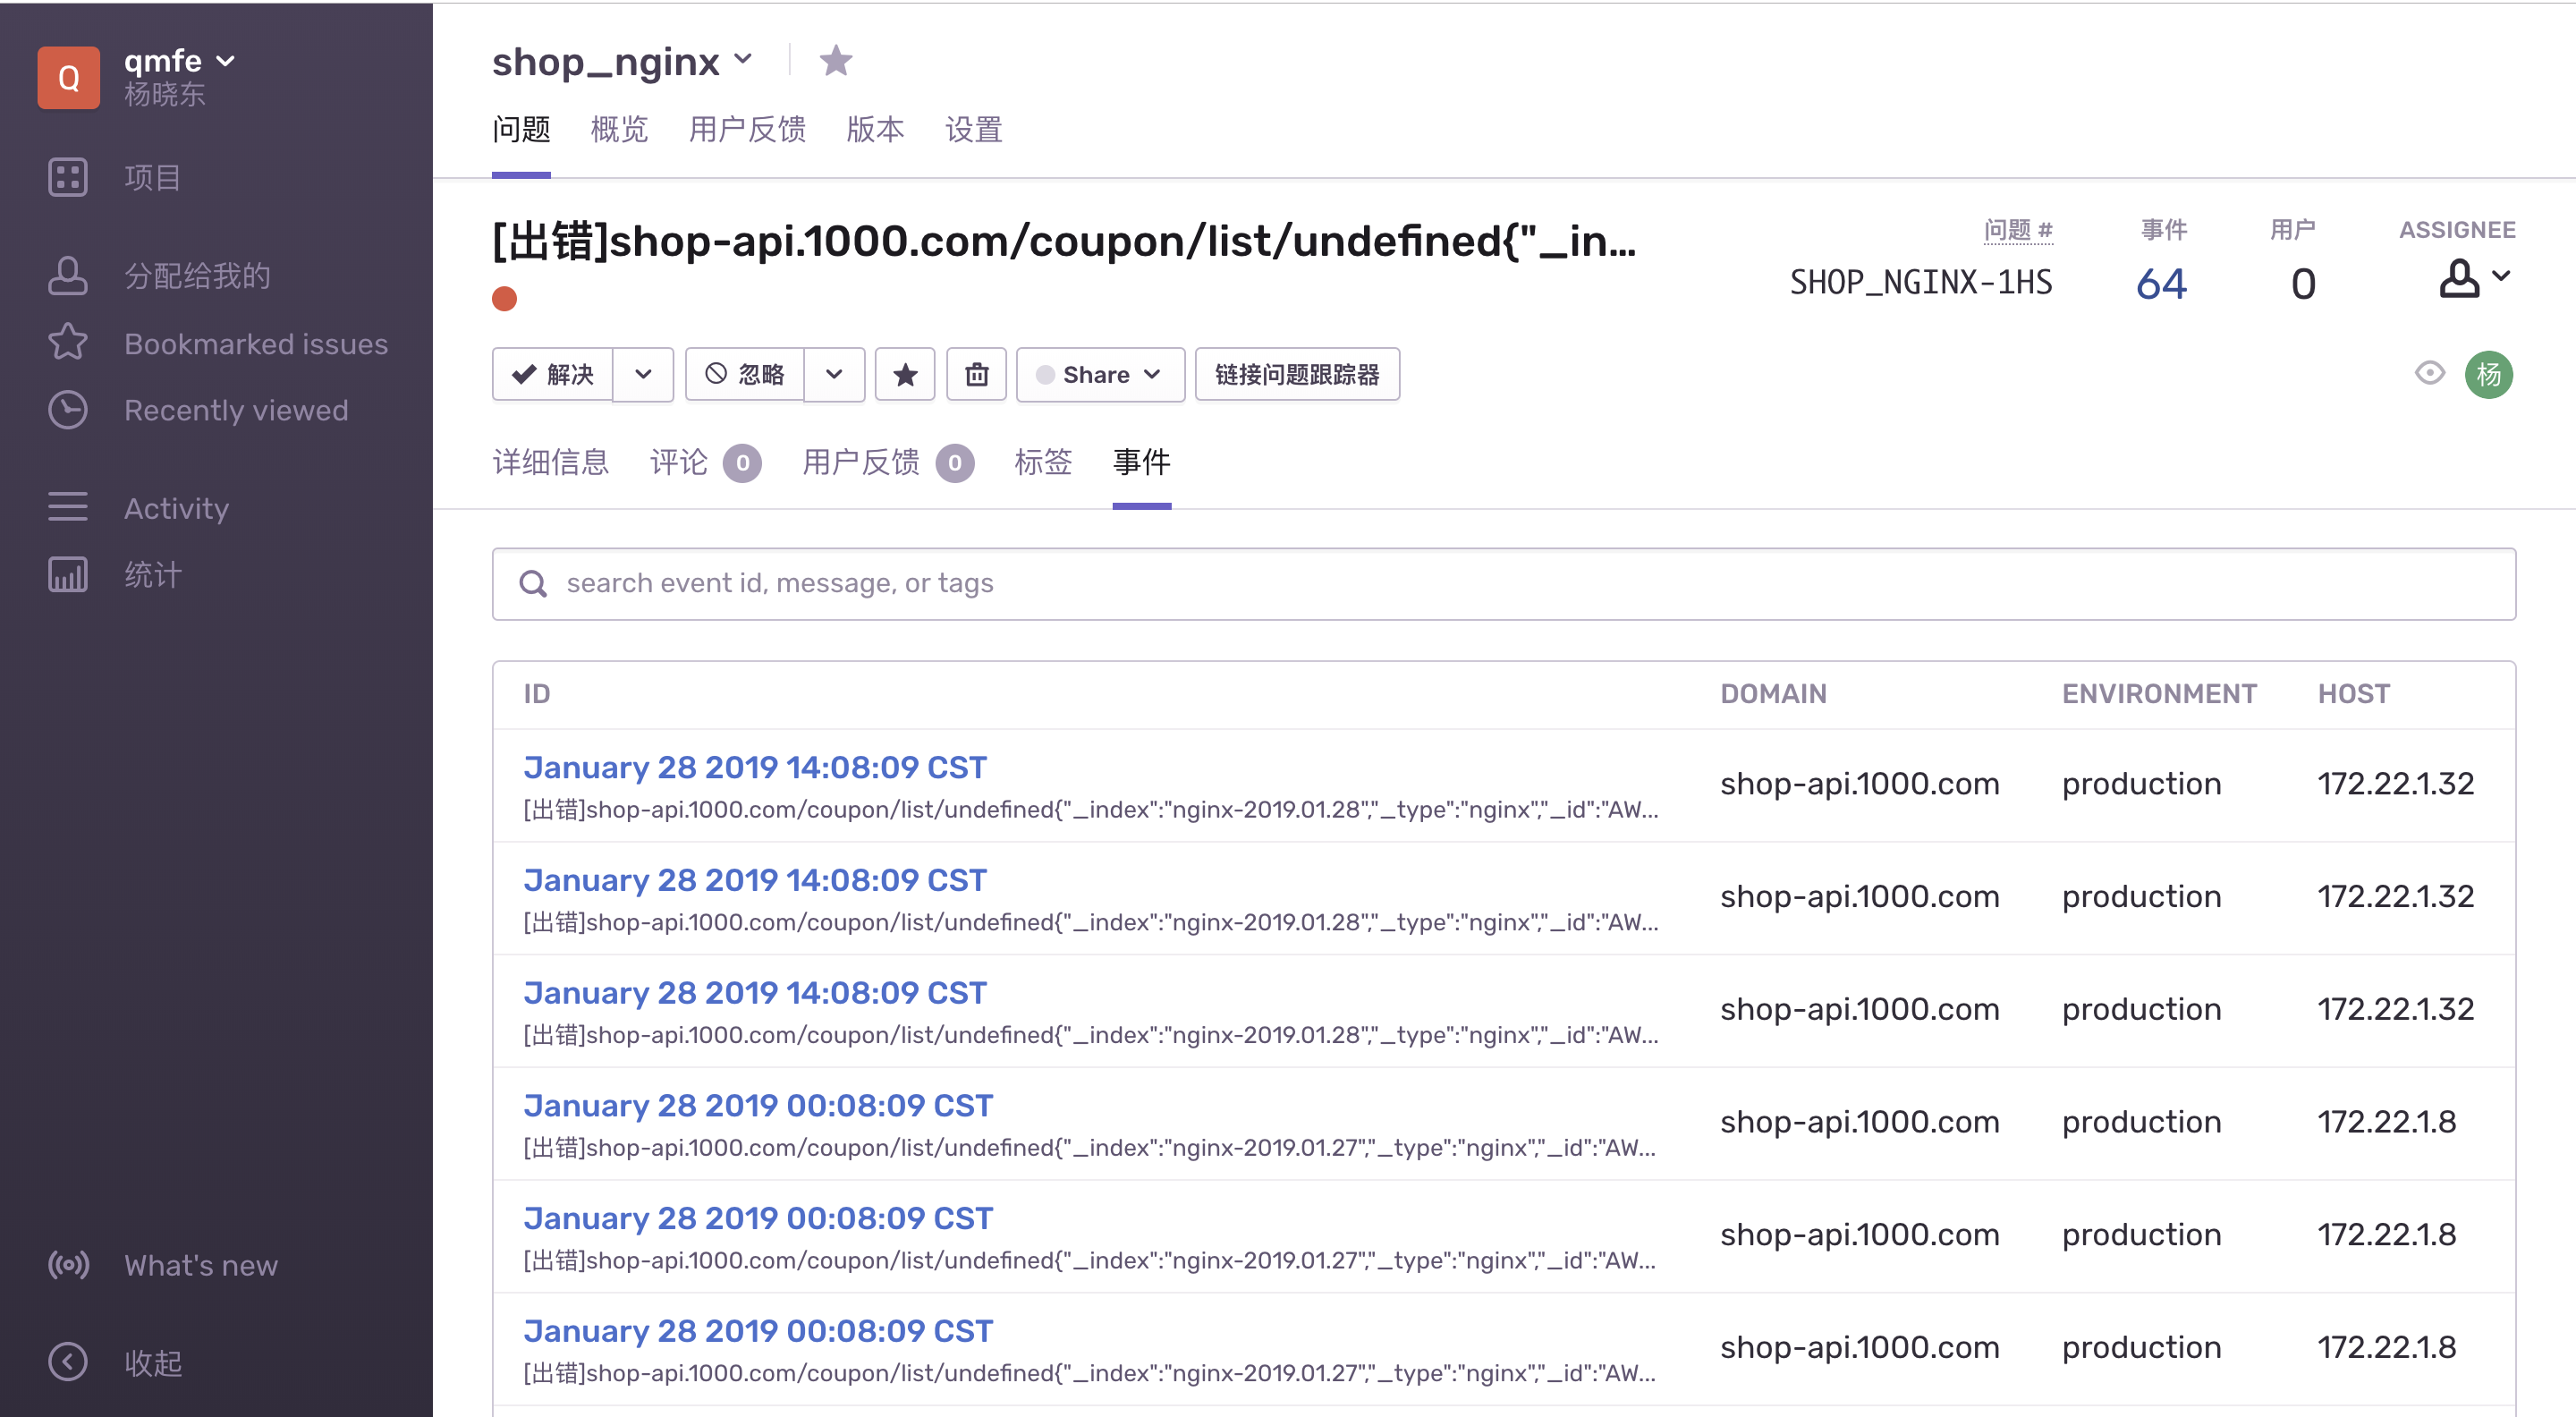 Q
qmfe
杨晓东
项目
分配给我的
Bookmarked issues
Recently viewed
Activity
统计
What's new
收起
shop_nginx
问题 概览 用户反馈 版本 设置
[出错]shop-api.1000.com/coupon/list/undefined{"_in...
问题 # 事件 用户 ASSIGNEE
SHOP_NGINX-1HS 64 0
解决 忽略 Share 链接问题跟踪器
杨
详细信息 评论 0 用户反馈 0 标签 事件
search event id, message, or tags
ID DOMAIN ENVIRONMENT HOST
January 28 2019 14:08:09 CST
[出错]shop-api.1000.com/coupon/list/undefined{"_index":"nginx-2019.01.28","_type":"nginx","_id":"AW...
shop-api.1000.com production 172.22.1.32
January 28 2019 14:08:09 CST
[出错]shop-api.1000.com/coupon/list/undefined{"_index":"nginx-2019.01.28","_type":"nginx","_id":"AW...
shop-api.1000.com production 172.22.1.32
January 28 2019 14:08:09 CST
[出错]shop-api.1000.com/coupon/list/undefined{"_index":"nginx-2019.01.28","_type":"nginx","_id":"AW...
shop-api.1000.com production 172.22.1.32
January 28 2019 00:08:09 CST
[出错]shop-api.1000.com/coupon/list/undefined{"_index":"nginx-2019.01.27","_type":"nginx","_id":"AW...
shop-api.1000.com production 172.22.1.8
January 28 2019 00:08:09 CST
[出错]shop-api.1000.com/coupon/list/undefined{"_index":"nginx-2019.01.27","_type":"nginx","_id":"AW...
shop-api.1000.com production 172.22.1.8
January 28 2019 00:08:09 CST
[出错]shop-api.1000.com/coupon/list/undefined{"_index":"nginx-2019.01.27","_type":"nginx","_id":"AW...
shop-api.1000.com production 172.22.1.8